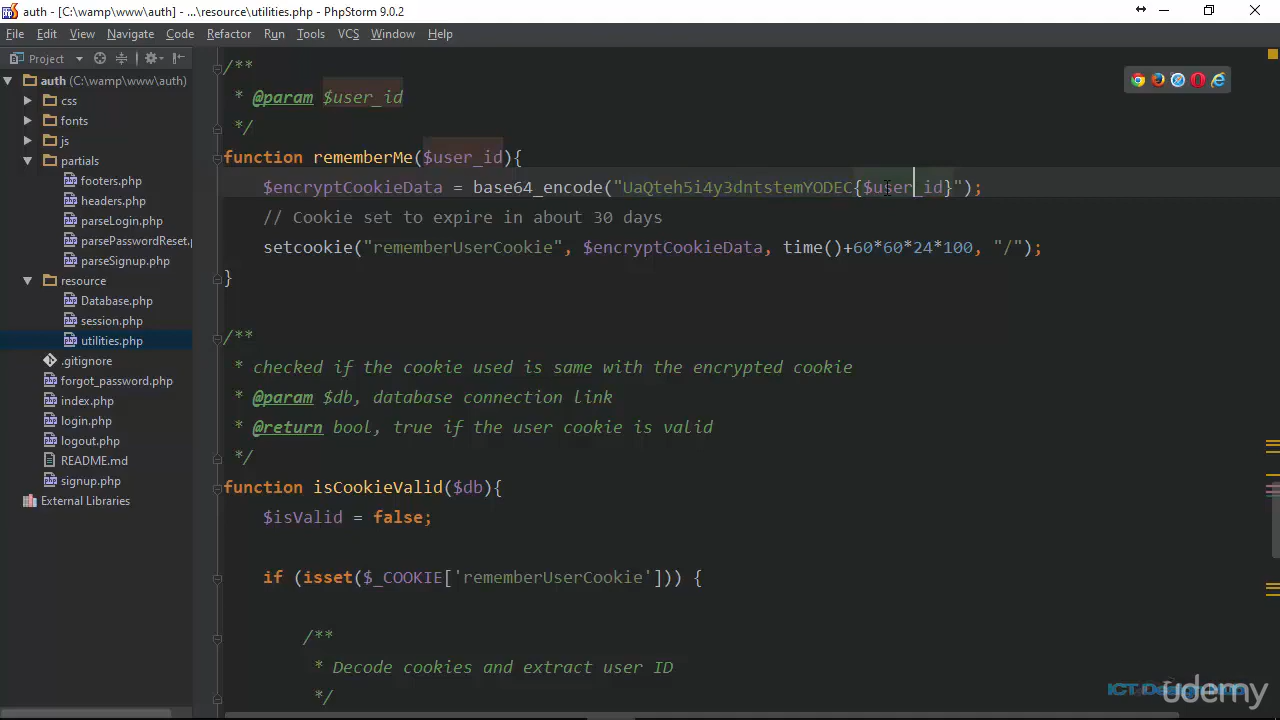 auth - [C:\wamp\www\auth] - ...\resource\utilities.php - PhpStorm 9.0.2
File Edit View Navigate Code Refactor Run Tools VCS Window Help
Project
auth (C:\wamp\www\auth)
css
fonts
js
partials
footers.php
headers.php
parseLogin.php
parsePasswordReset.p
parseSignup.php
resource
Database.php
session.php
utilities.php
.gitignore
forgot_password.php
index.php
login.php
logout.php
README.md
signup.php
External Libraries
/**
* @param $user_id
*/
function rememberMe($user_id){
$encryptCookieData = base64_encode("UaQteh5i4y3dntstemYODEC{$user_id}");
// Cookie set to expire in about 30 days
setcookie("rememberUserCookie", $encryptCookieData, time()+60*60*24*100, "/");
}
/**
* checked if the cookie used is same with the encrypted cookie
* @param $db, database connection link
* @return bool, true if the user cookie is valid
*/
function isCookieValid($db){
$isValid = false;
if (isset($_COOKIE['rememberUserCookie'])) {
/**
* Decode cookies and extract user ID
*/
udemy